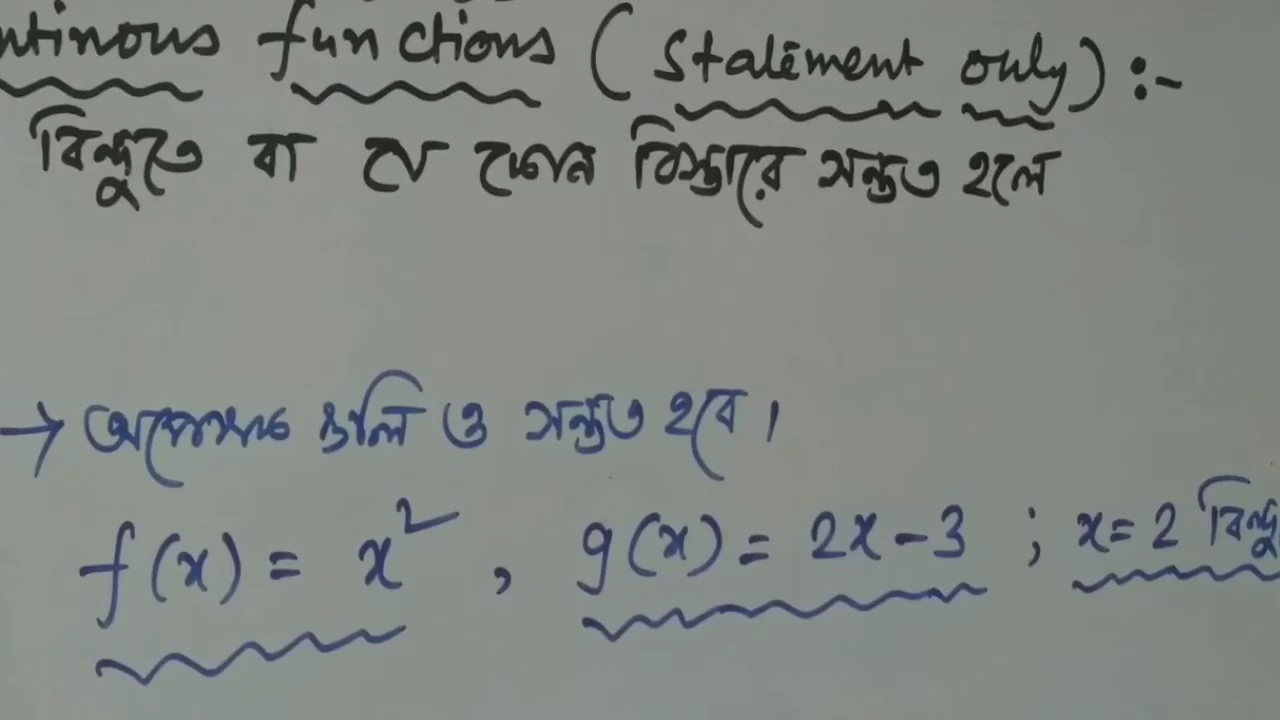 ntinous functions (Statement only) :-
বিন্দুতে বা যে কোন বিস্তারে সন্তত হলে
→ অপেক্ষক গুলি ও সন্তত হবে।
f(x) = x², g(x) = 2x-3 ; x=2 বিন্দু